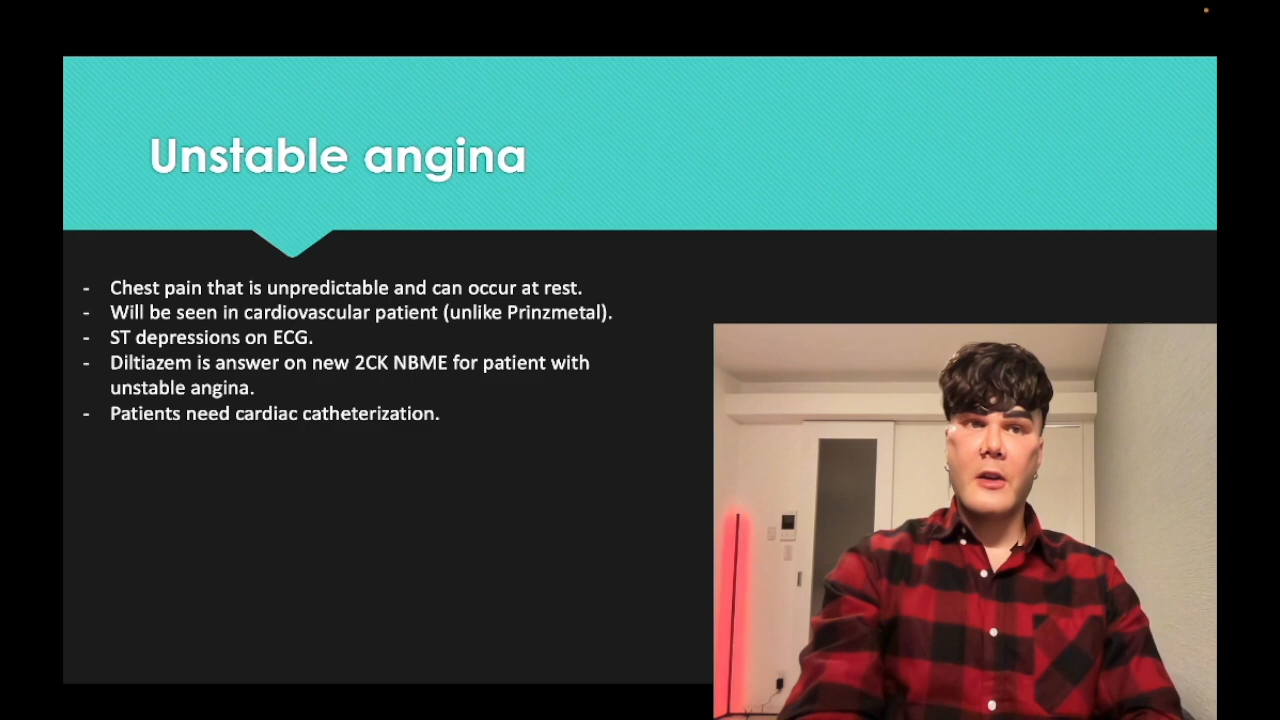 Unstable angina
- Chest pain that is unpredictable and can occur at rest.
- Will be seen in cardiovascular patient (unlike Prinzmetal).
- ST depressions on ECG.
- Diltiazem is answer on new 2CK NBME for patient with
unstable angina.
- Patients need cardiac catheterization.